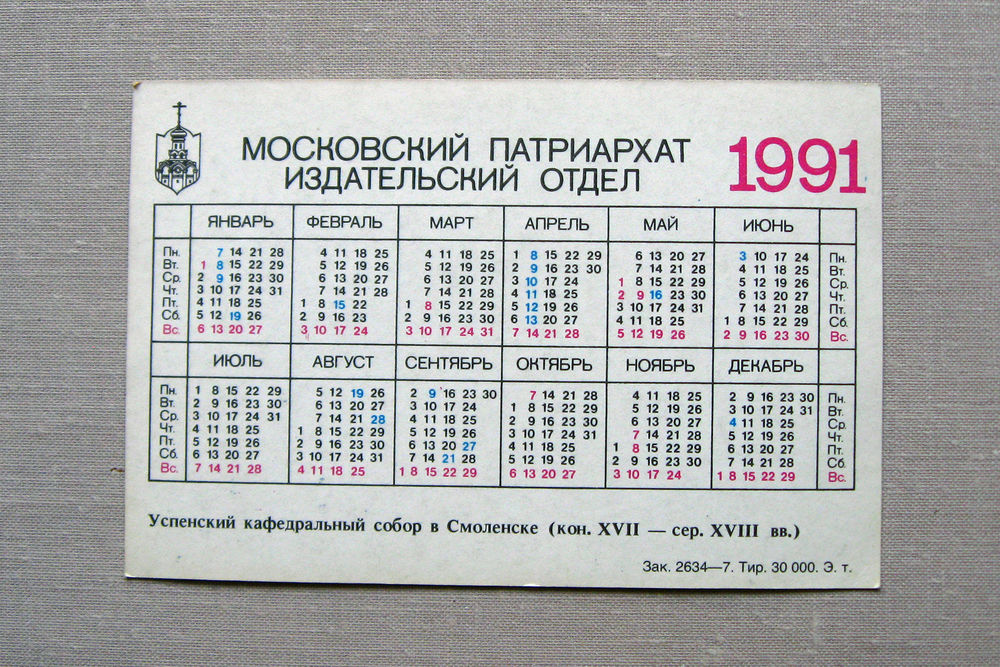 МОСКОВСКИЙ ПАТРИАРХАТ
ИЗДАТЕЛЬСКИЙ ОТДЕЛ
1991
ЯНВАРЬ ФЕВРАЛЬ МАРТ АПРЕЛЬ МАЙ ИЮНЬ
Пн. 7 14 21 28 4 11 18 25 4 11 18 25 1 8 15 22 29 6 13 20 27 3 10 17 24 Пн.
Вт. 1 8 15 22 29 5 12 19 26 5 12 19 26 2 9 16 23 30 7 14 21 28 4 11 18 25 Вт.
Ср. 2 9 16 23 30 6 13 20 27 6 13 20 27 3 10 17 24 1 8 15 22 29 5 12 19 26 Ср.
Чт. 3 10 17 24 31 7 14 21 28 7 14 21 28 4 11 18 25 2 9 16 23 30 6 13 20 27 Чт.
Пт. 4 11 18 25 1 8 15 22 1 8 15 22 29 5 12 19 26 3 10 17 24 31 7 14 21 28 Пт.
Сб. 5 12 19 26 2 9 16 23 2 9 16 23 30 6 13 20 27 4 11 18 25 1 8 15 22 29 Сб.
Вс. 6 13 20 27 3 10 17 24 3 10 17 24 31 7 14 21 28 5 12 19 26 2 9 16 23 30 Вс.
ИЮЛЬ АВГУСТ СЕНТЯБРЬ ОКТЯБРЬ НОЯБРЬ ДЕКАБРЬ
Пн. 1 8 15 22 29 5 12 19 26 2 9 16 23 30 7 14 21 28 4 11 18 25 2 9 16 23 30 Пн.
Вт. 2 9 16 23 30 6 13 20 27 3 10 17 24 1 8 15 22 29 5 12 19 26 3 10 17 24 31 Вт.
Ср. 3 10 17 24 31 7 14 21 28 4 11 18 25 2 9 16 23 30 6 13 20 27 4 11 18 25 Ср.
Чт. 4 11 18 25 1 8 15 22 29 5 12 19 26 3 10 17 24 31 7 14 21 28 5 12 19 26 Чт.
Пт. 5 12 19 26 2 9 16 23 30 6 13 20 27 4 11 18 25 1 8 15 22 29 6 13 20 27 Пт.
Сб. 6 13 20 27 3 10 17 24 31 7 14 21 28 5 12 19 26 2 9 16 23 30 7 14 21 28 Сб.
Вс. 7 14 21 28 4 11 18 25 1 8 15 22 29 6 13 20 27 3 10 17 24 1 8 15 22 29 Вс.
Успенский кафедральный собор в Смоленске (кон. XVII — сер. XVIII вв.)
Зак. 2634—7. Тир. 30 000. Э. т.